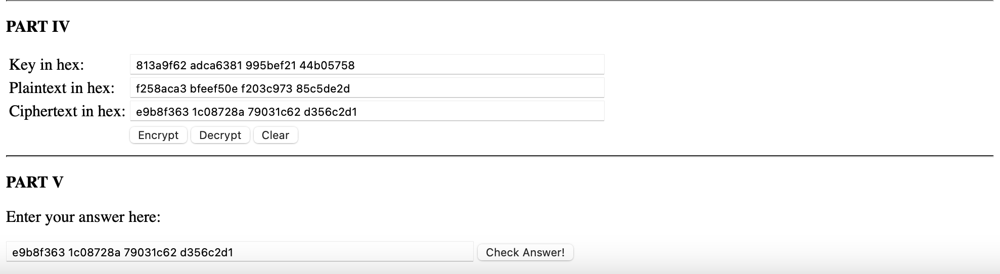 PART IV
Key in hex: 813a9f62 adca6381 995bef21 44b05758
Plaintext in hex: f258aca3 bfeef50e f203c973 85c5de2d
Ciphertext in hex: e9b8f363 1c08728a 79031c62 d356c2d1
Encrypt Decrypt Clear
PART V
Enter your answer here:
e9b8f363 1c08728a 79031c62 d356c2d1 Check Answer!